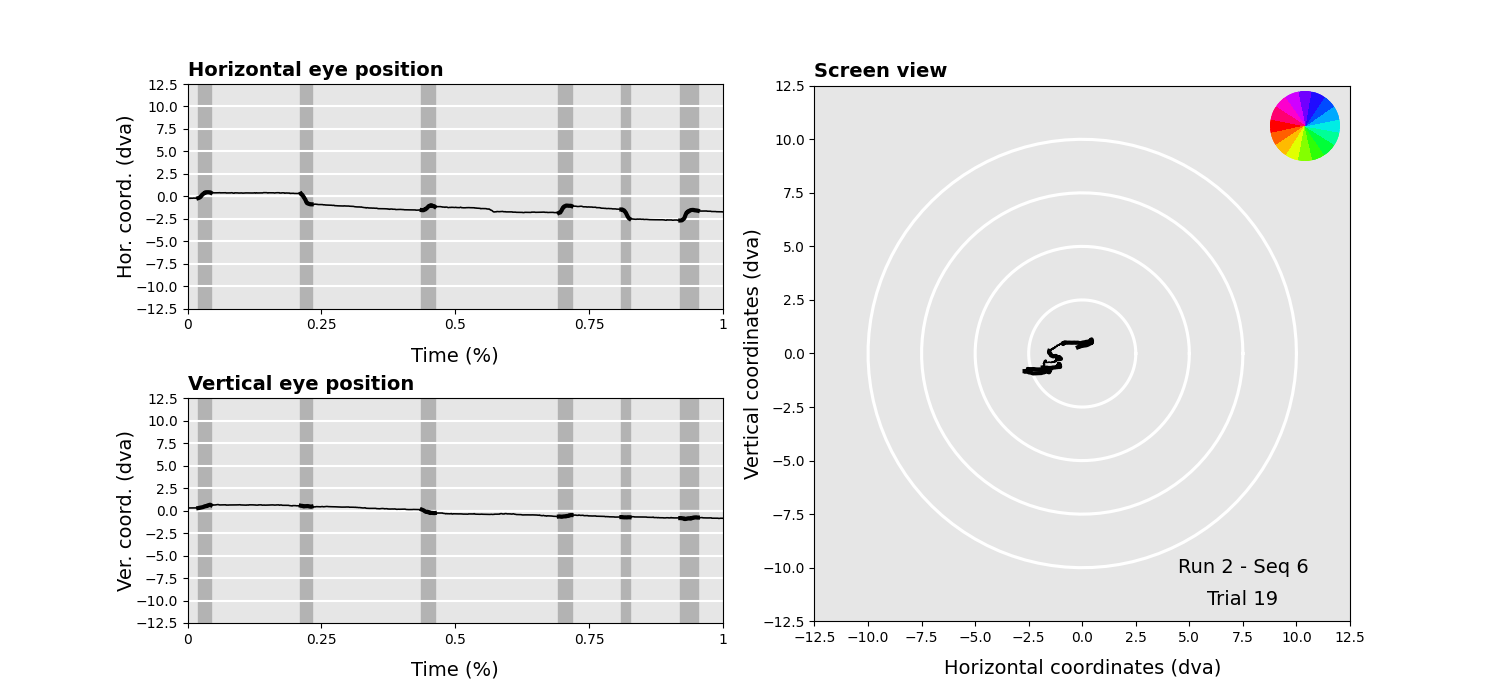 Horizontal eye position
12.5
10.0
7.5
5.0
2.5
0.0
−2.5
−5.0
−7.5
−10.0
−12.5
Hor. coord. (dva)
0 0.25 0.5 0.75 1
Time (%)
Vertical eye position
12.5
10.0
7.5
5.0
2.5
0.0
−2.5
−5.0
−7.5
−10.0
−12.5
Ver. coord. (dva)
0 0.25 0.5 0.75 1
Time (%)
Screen view
12.5
10.0
7.5
5.0
2.5
0.0
−2.5
−5.0
−7.5
−10.0
−12.5
Vertical coordinates (dva)
Run 2 - Seq 6
Trial 19
−12.5 −10.0 −7.5 −5.0 −2.5 0.0 2.5 5.0 7.5 10.0 12.5
Horizontal coordinates (dva)